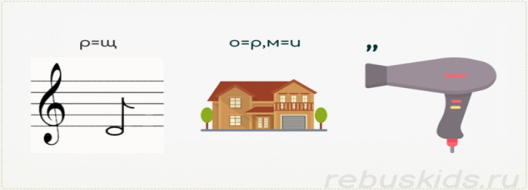 р=щ о=р,м=и ,,
rebuskids.ru